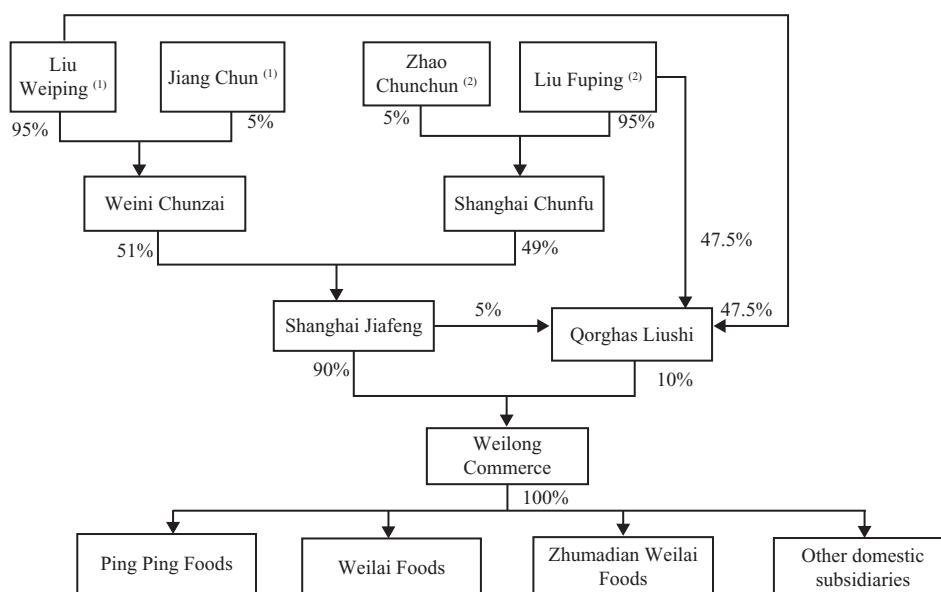 Liu
Weiping (1)
Jiang Chun (1)
Zhao
Chunchun (2)
Liu Fuping (2)
95%
5%
5%
95%
Weini Chunzai
Shanghai Chunfu
51%
49%
47.5%
Shanghai Jiafeng
5%
Qorghas Liushi
47.5%
90%
10%
Weilong
Commerce
100%
Ping Ping Foods
Weilai Foods
Zhumadian Weilai
Foods
Other domestic
subsidiaries